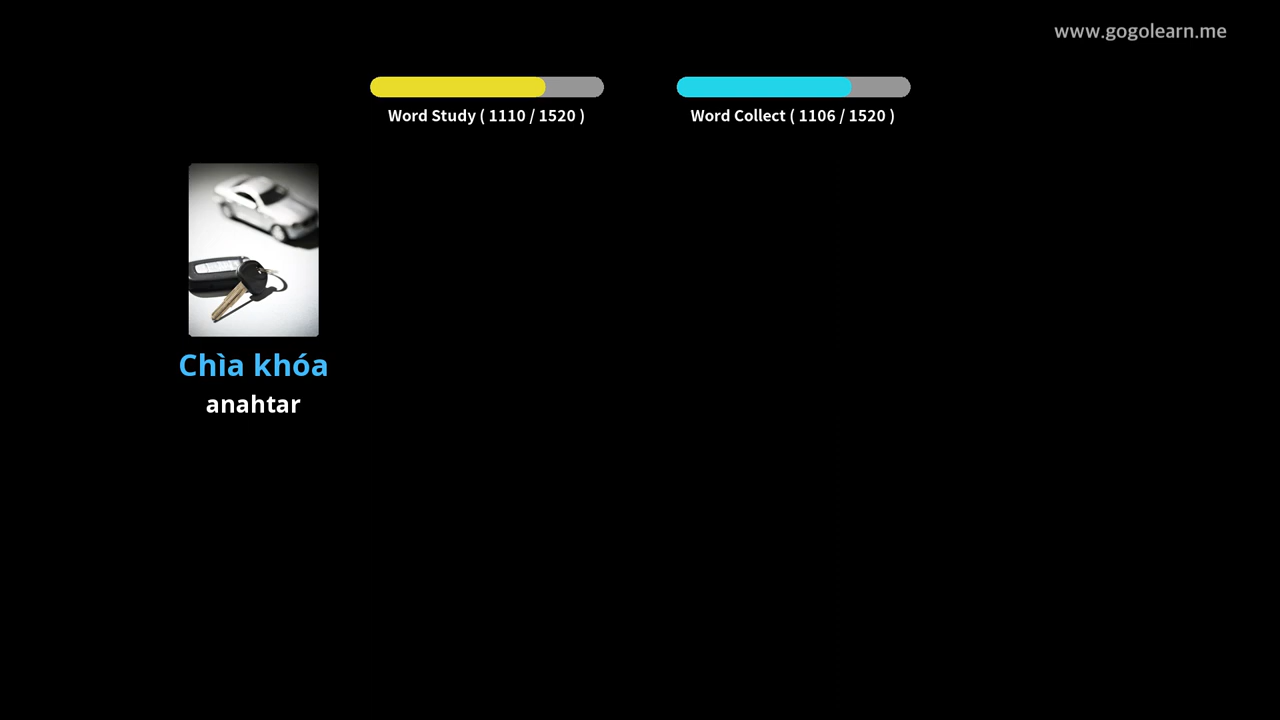 www.gogolearn.me
Word Study ( 1110 / 1520 )
Word Collect ( 1106 / 1520 )
Chìa khóa
anahtar